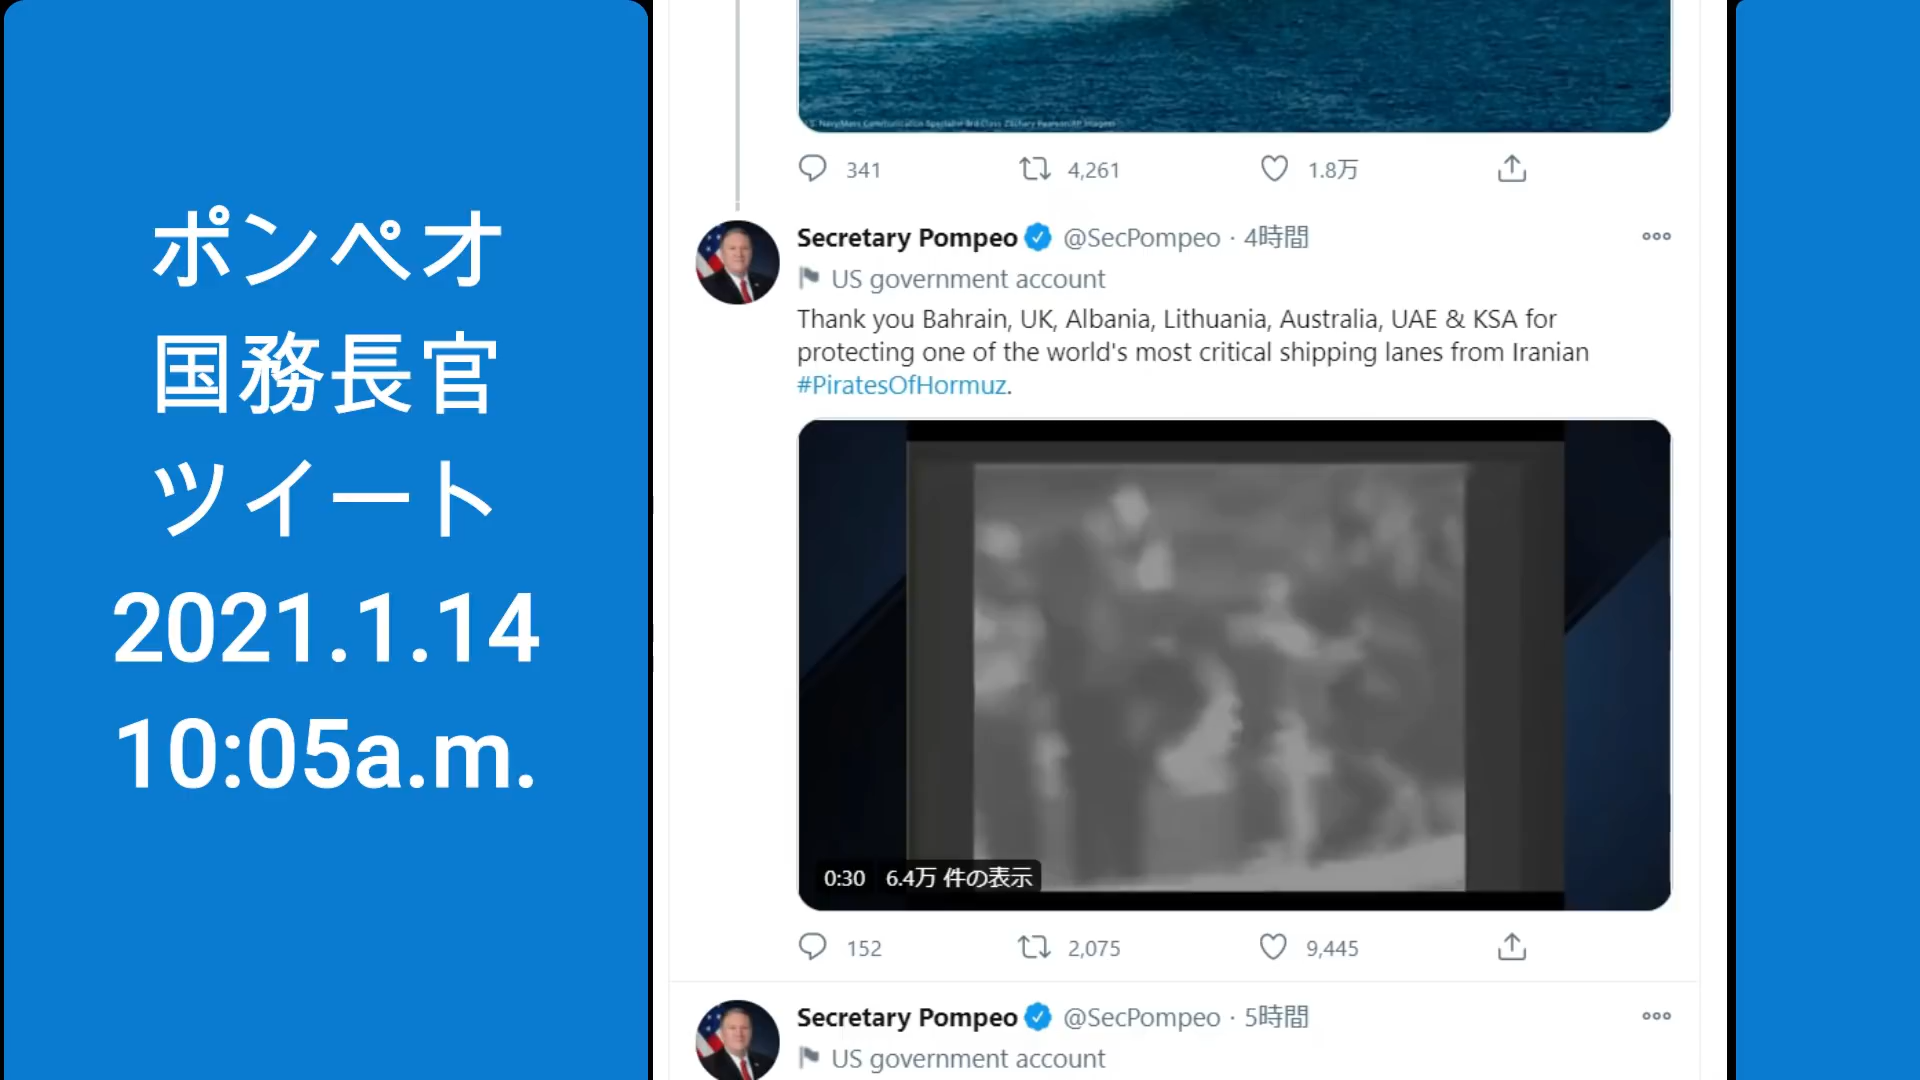 ポンペオ
国務長官
ツイート
2021.1.14
10:05a.m.
341 4,261 1.8万
Secretary Pompeo @SecPompeo · 4時間
US government account
Thank you Bahrain, UK, Albania, Lithuania, Australia, UAE & KSA for
protecting one of the world's most critical shipping lanes from Iranian
#PiratesOfHormuz.
0:30 6.4万 件の表示
152 2,075 9,445
Secretary Pompeo @SecPompeo · 5時間
US government account